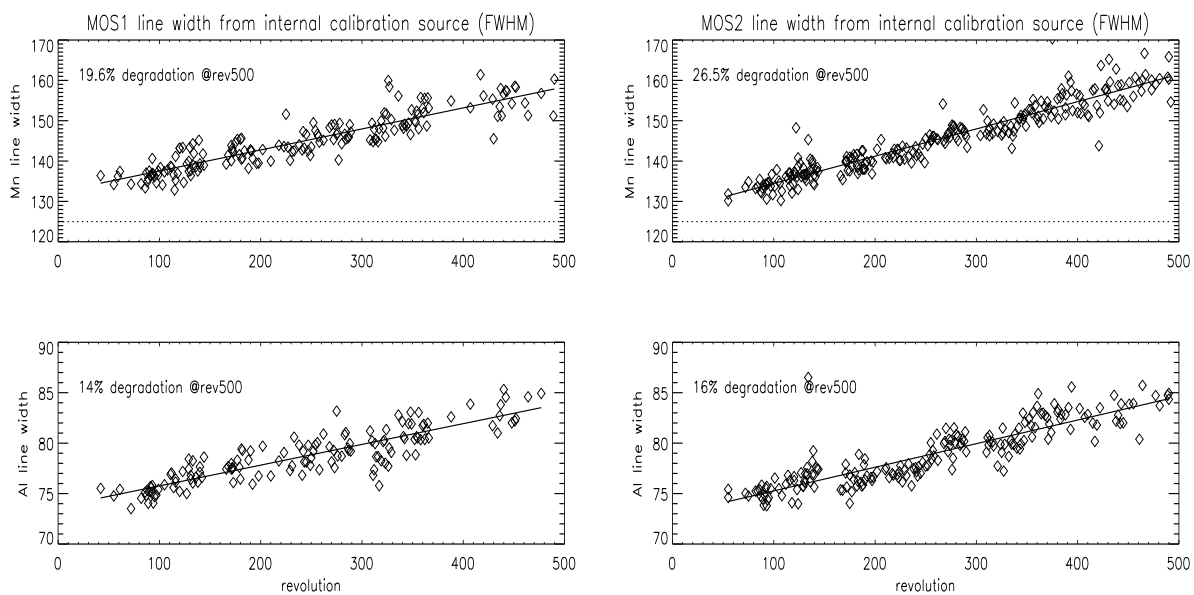 MOS1 line width from internal calibration source (FWHM)
170
160
150
140
130
120
Mn line width
19.6% degradation @rev500
0 100 200 300 400 500
MOS2 line width from internal calibration source (FWHM)
170
160
150
140
130
120
Mn line width
26.5% degradation @rev500
0 100 200 300 400 500
90
85
80
75
70
Al line width
14% degradation @rev500
0 100 200 300 400 500
revolution
90
85
80
75
70
Al line width
16% degradation @rev500
0 100 200 300 400 500
revolution